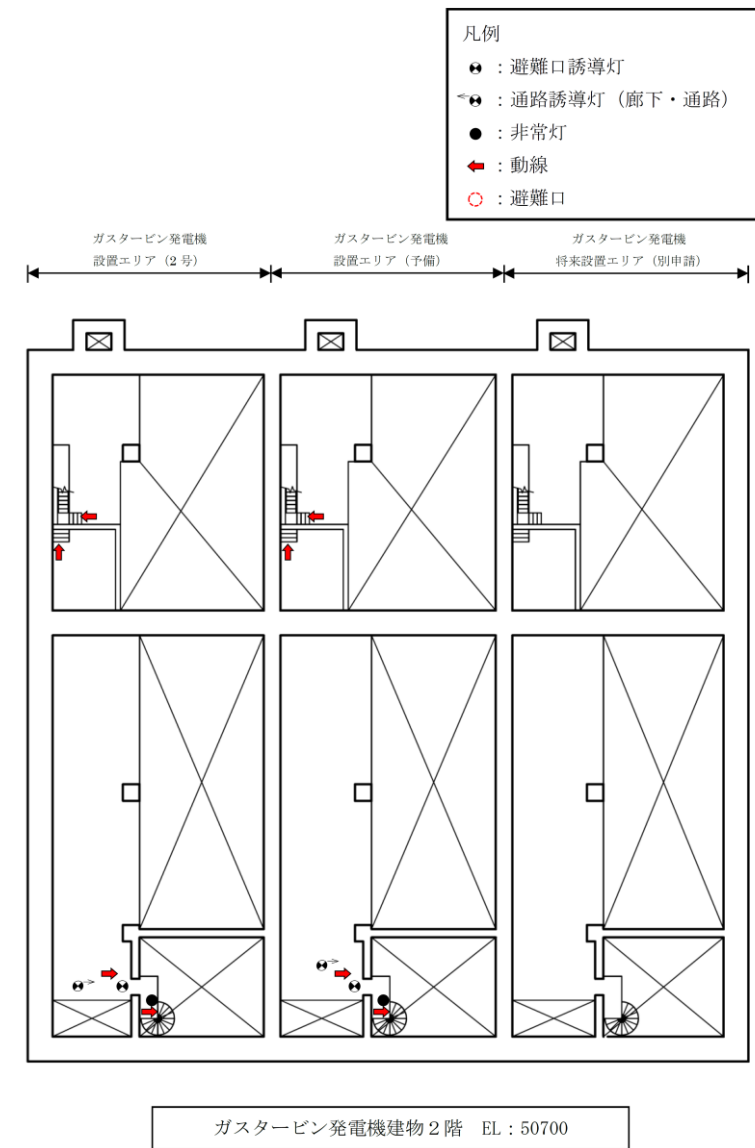 凡例
：避難口誘導灯
：通路誘導灯（廊下・通路）
：非常灯
：動線
：避難口
ガスタービン発電機
設置エリア（2 号）
ガスタービン発電機
設置エリア（予備）
ガスタービン発電機
将来設置エリア（別申請）
ガスタービン発電機建物２階　EL：50700